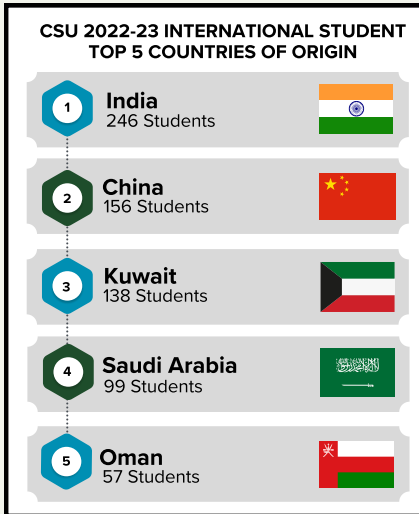 CSU 2022-23 INTERNATIONAL STUDENT
TOP 5 COUNTRIES OF ORIGIN
1
India
246 Students
2
China
156 Students
3
Kuwait
138 Students
4
Saudi Arabia
99 Students
5
Oman
57 Students